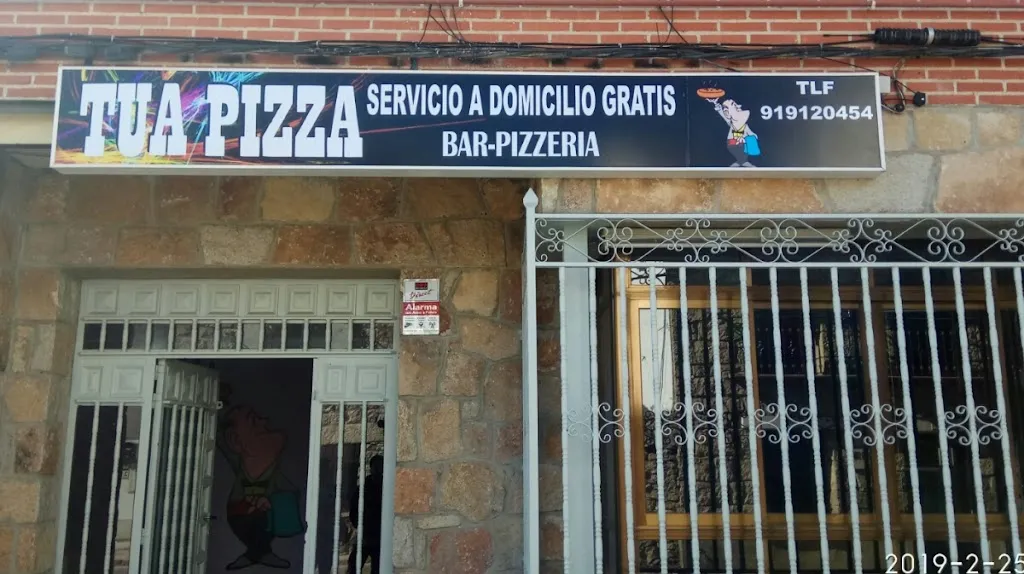 TUA PIZZA
SERVICIO A DOMICILIO GRATIS
BAR-PIZZERIA
TLF
919120454
Alarma
2019-2-25